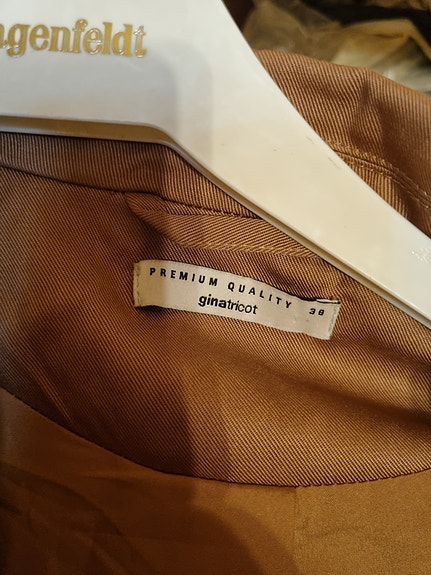 agenfeldt
PREMIUM QUALITY 38
ginatricot